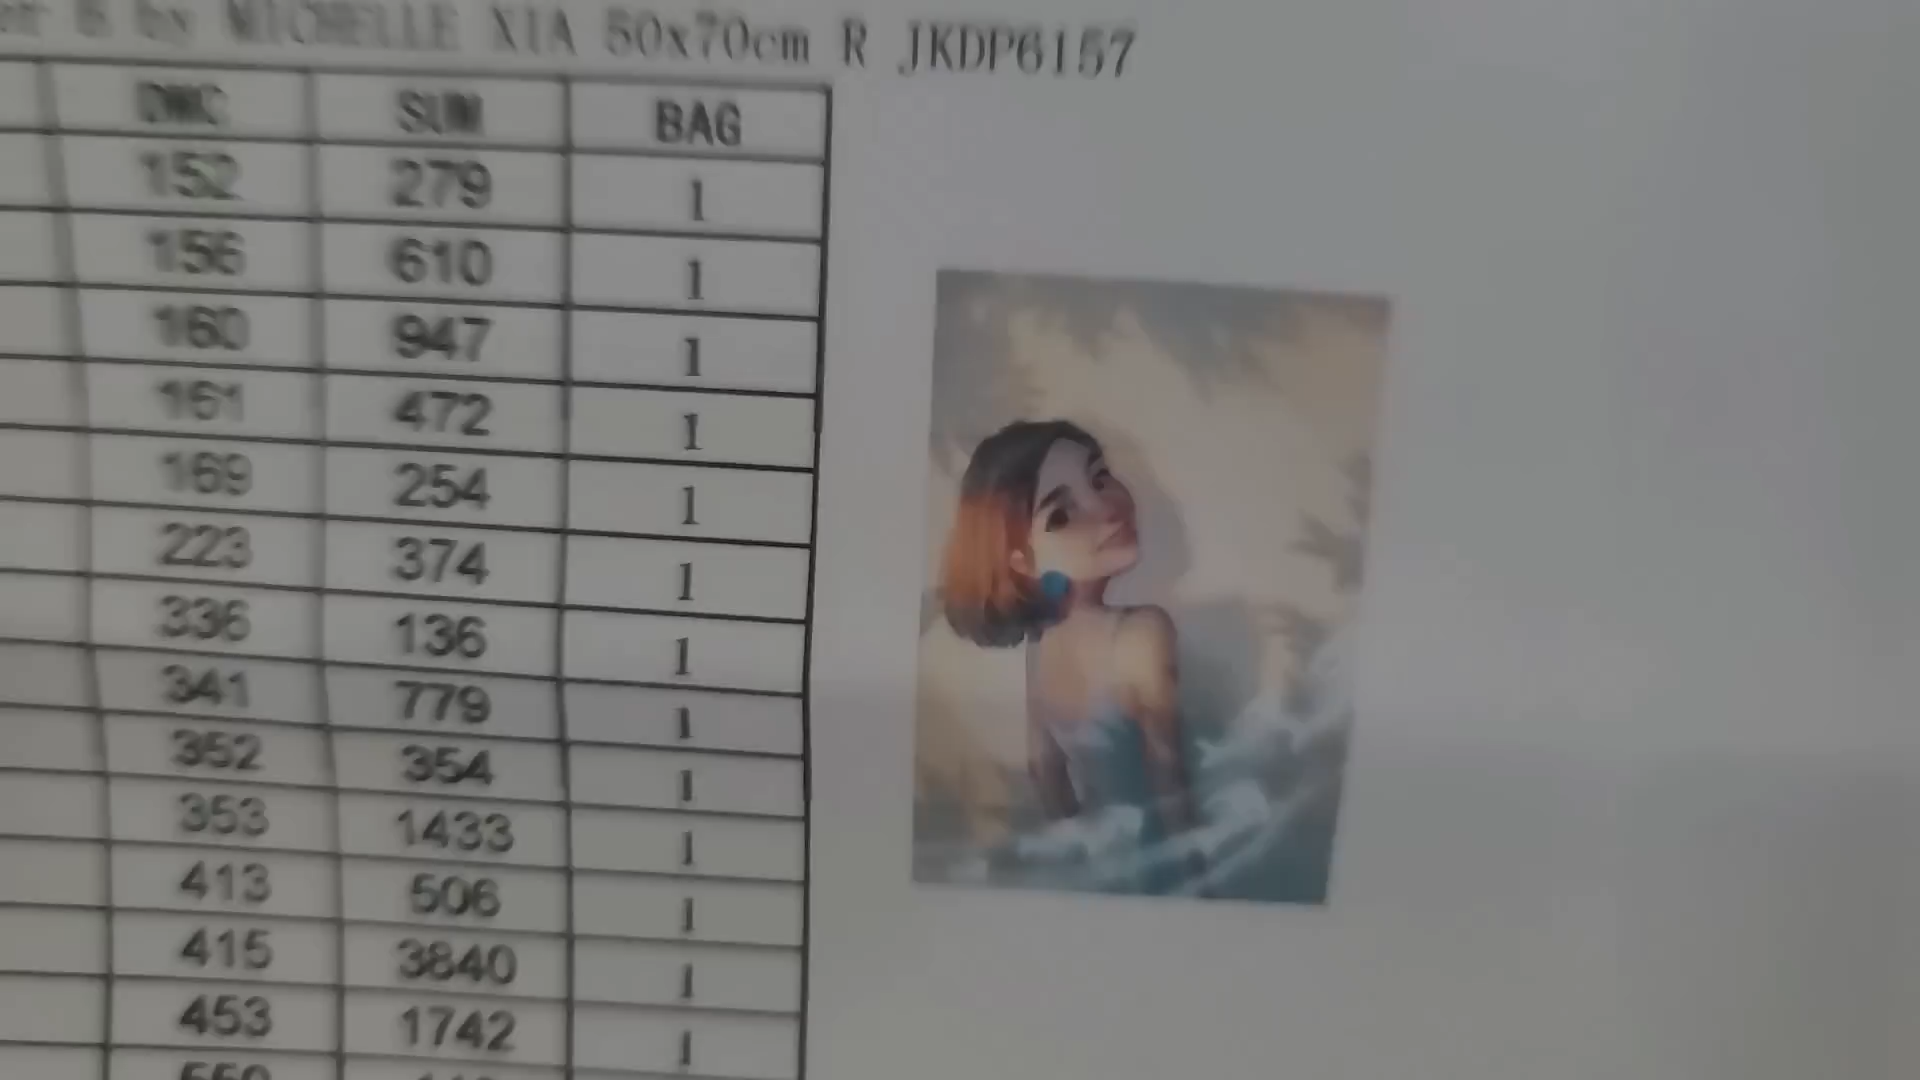 by MICHELLE XIA 50x70cm R JKDP6157
DMC SUM BAG
152 279 1
156 610 1
160 947 1
161 472 1
169 254 1
223 374 1
336 136 1
341 779 1
352 354 1
353 1433 1
413 506 1
415 3840 1
453 1742 1